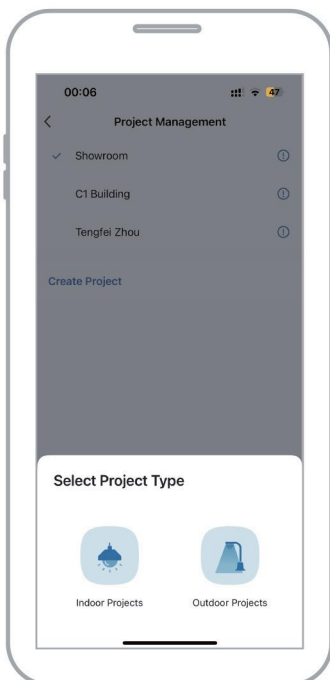 00:06
47
Project Management
Showroom
C1 Building
Tengfei Zhou
Create Project
Select Project Type
Indoor Projects
Outdoor Projects